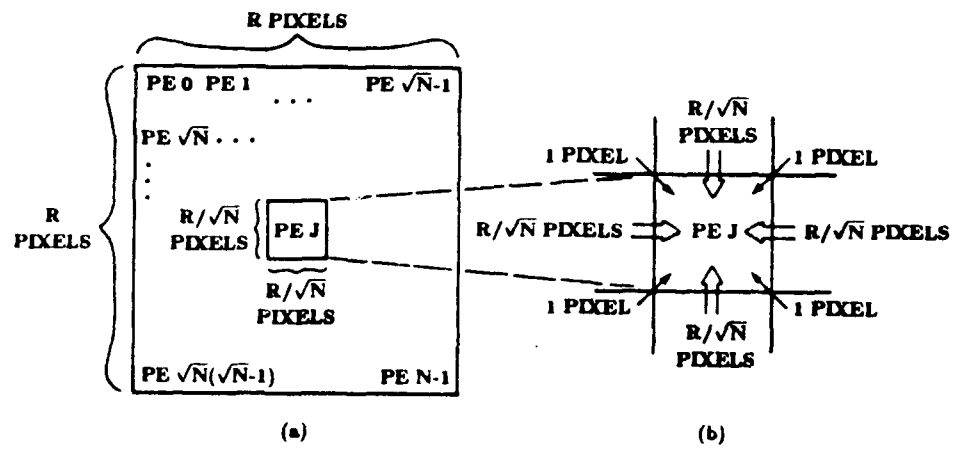 R PIXELS
PE 0 PE 1 ... PE √N-1
PE √N ...
R
PIXELS
R/√N
PIXELS
PE J
R/√N
PIXELS
PE √N(√N-1) PE N-1
(a)
R/√N
PIXELS
1 PIXEL 1 PIXEL
R/√N PIXELS PE J R/√N PIXELS
1 PIXEL 1 PIXEL
R/√N
PIXELS
(b)